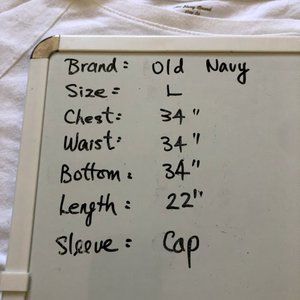 Brand: Old Navy
Size: L
Chest: 34"
Waist: 34"
Bottom: 34"
Length: 22"
Sleeve: Cap